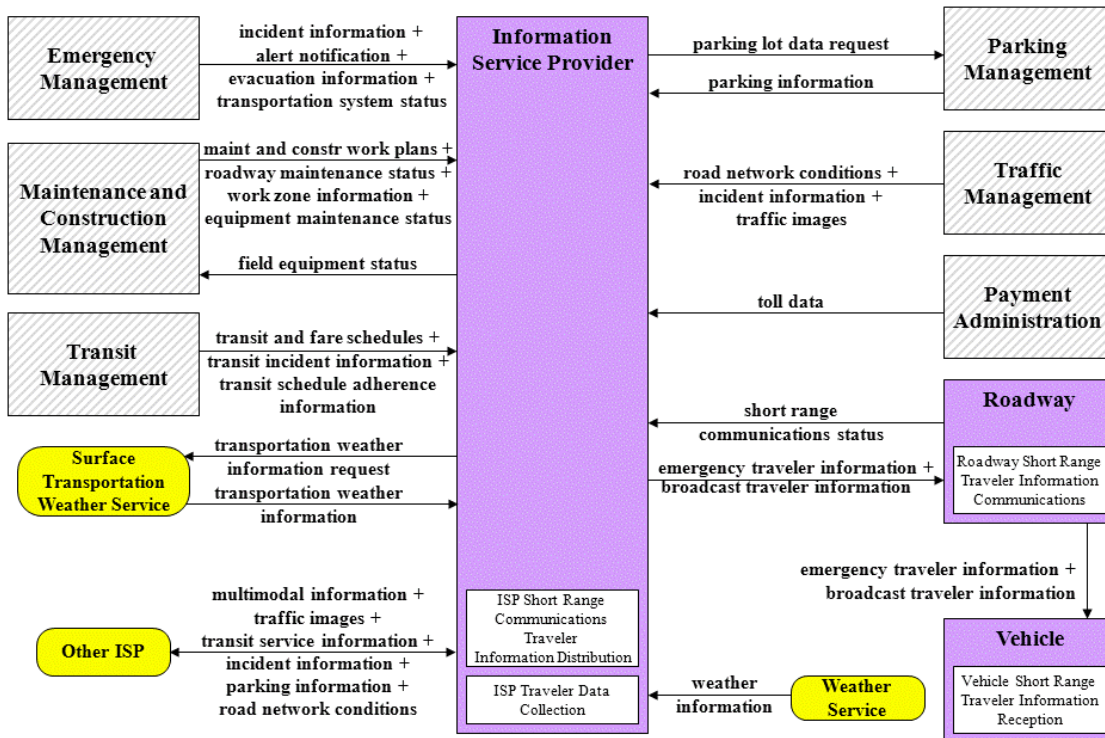 Emergency
Management
incident information +
alert notification +
evacuation information +
transportation system status
Maintenance and
Construction
Management
maint and constr work plans +
roadway maintenance status +
work zone information +
equipment maintenance status
field equipment status
Transit
Management
transit and fare schedules +
transit incident information +
transit schedule adherence
information
Surface
Transportation
Weather Service
transportation weather
information request
transportation weather
information
Other ISP
multimodal information +
traffic images +
transit service information +
incident information +
parking information +
road network conditions
Information
Service Provider
ISP Short Range
Communications
Traveler
Information Distribution
ISP Traveler Data
Collection
parking lot data request
parking information
Parking
Management
road network conditions +
incident information +
traffic images
Traffic
Management
toll data
Payment
Administration
short range
communications status
emergency traveler information +
broadcast traveler information
Roadway
Roadway Short Range
Traveler Information
Communications
emergency traveler information +
broadcast traveler information
weather
information
Weather
Service
Vehicle
Vehicle Short Range
Traveler Information
Reception